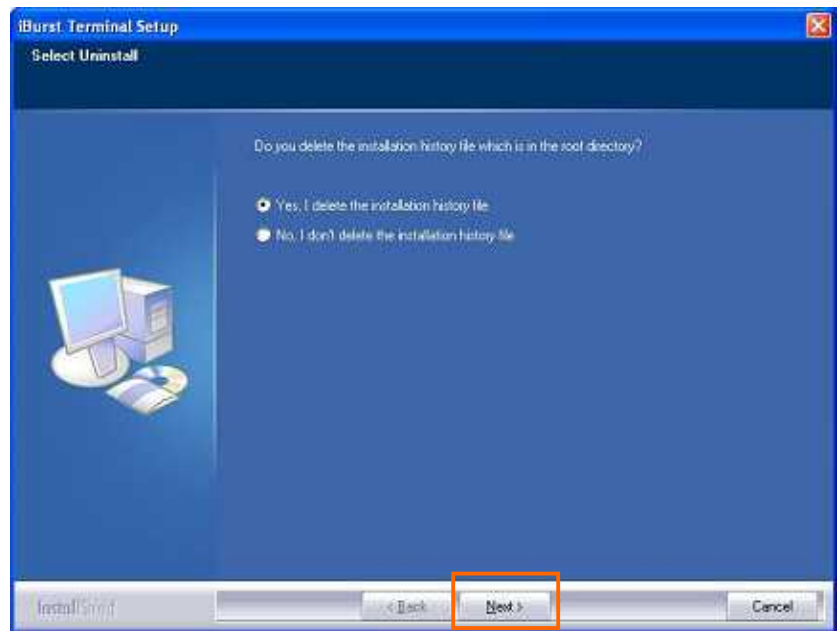 iBurst Terminal Setup
Select Uninstall
Do you delete the installation history file which is in the root directory?
Yes, I delete the installation history file
No, I don't delete the installation history file
InstallShield
< Back
Next >
Cancel